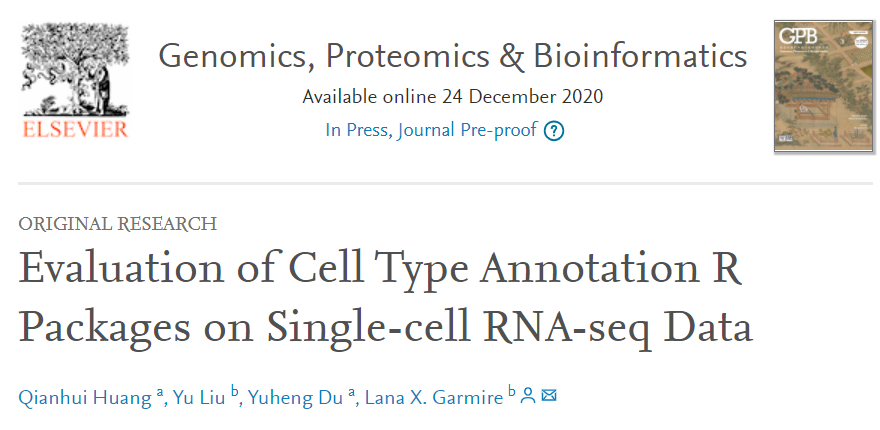 ELSEVIER
Genomics, Proteomics & Bioinformatics
Available online 24 December 2020
In Press, Journal Pre-proof ?
GPB
ORIGINAL RESEARCH
Evaluation of Cell Type Annotation R
Packages on Single-cell RNA-seq Data
Qianhui Huang a, Yu Liu b, Yuheng Du a, Lana X. Garmire b